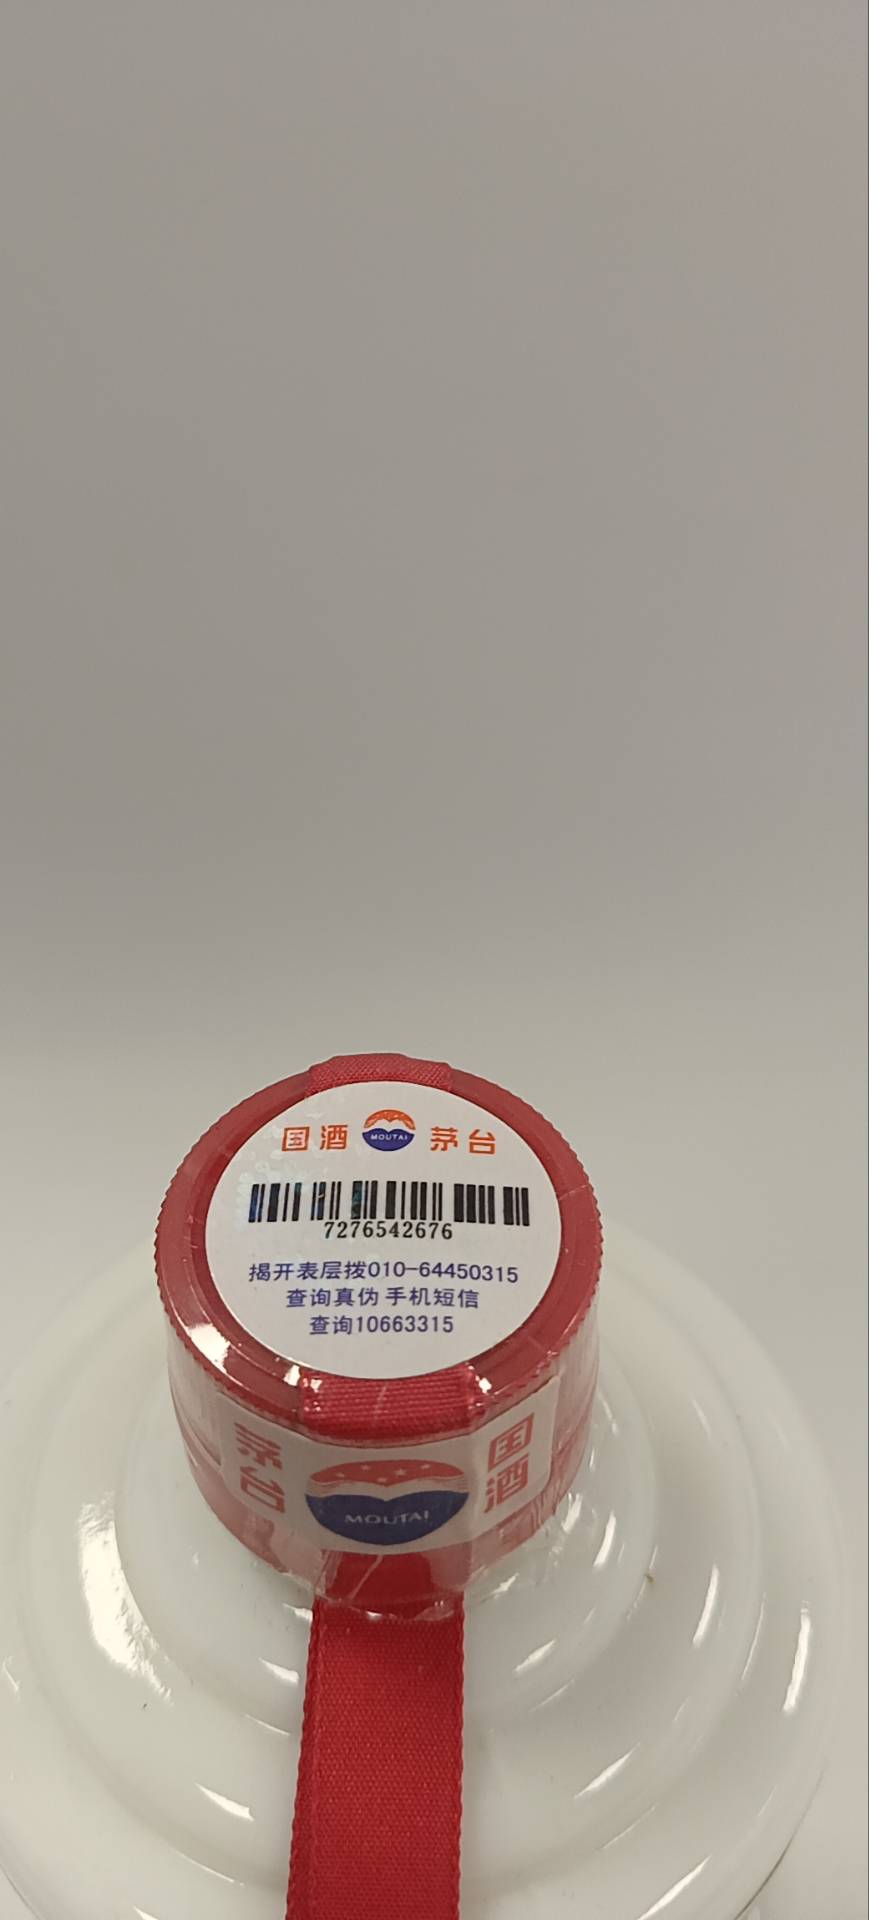 国酒 MOUTAI 茅台
7276542676
揭开表层拨010-64450315
查询真伪 手机短信
查询10663315
茅台 MOUTAI 国酒